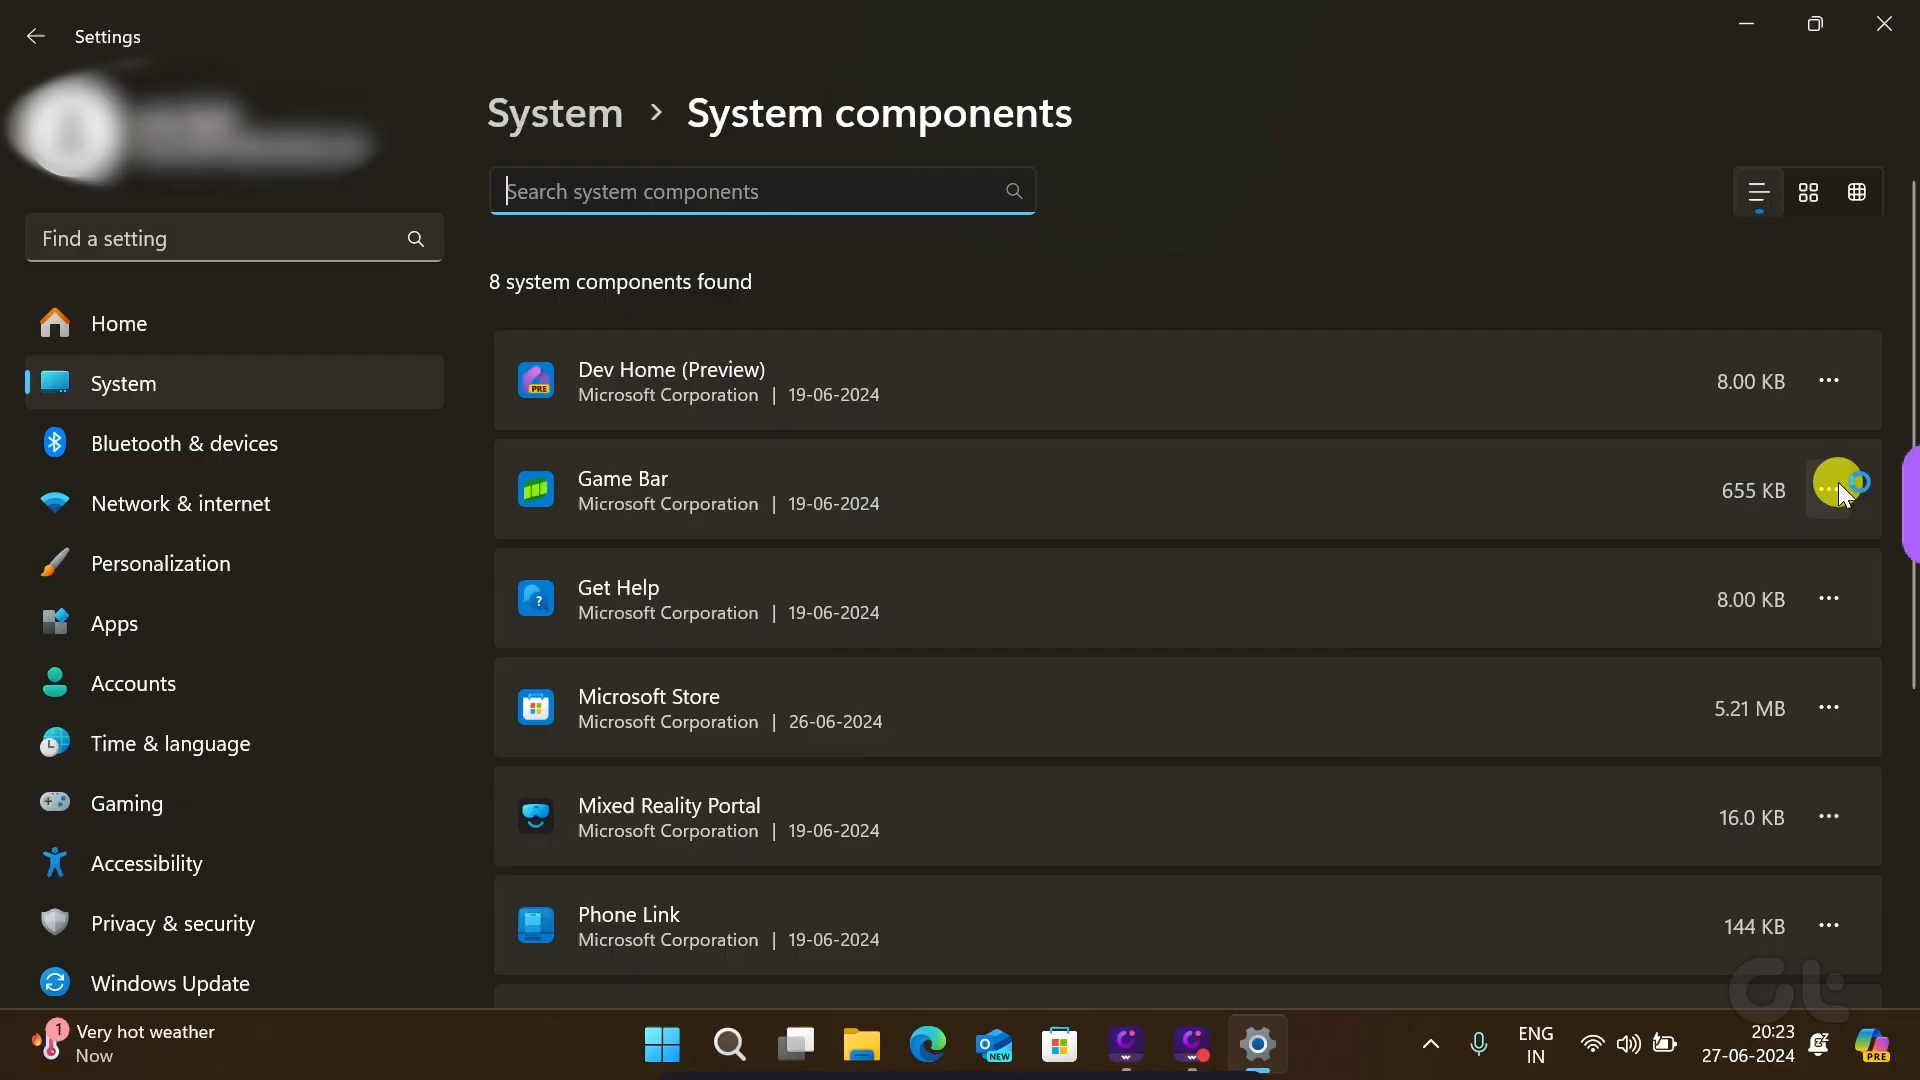 Settings
System > System components
Search system components
Find a setting
8 system components found
Home
System
Bluetooth & devices
Network & internet
Personalization
Apps
Accounts
Time & language
Gaming
Accessibility
Privacy & security
Windows Update
Dev Home (Preview)
Microsoft Corporation | 19-06-2024
8.00 KB
Game Bar
Microsoft Corporation | 19-06-2024
655 KB
Get Help
Microsoft Corporation | 19-06-2024
8.00 KB
Microsoft Store
Microsoft Corporation | 26-06-2024
5.21 MB
Mixed Reality Portal
Microsoft Corporation | 19-06-2024
16.0 KB
Phone Link
Microsoft Corporation | 19-06-2024
144 KB
PRE
1
Very hot weather
Now
NEW
ENG
IN
20:23
27-06-2024
PRE
Gt